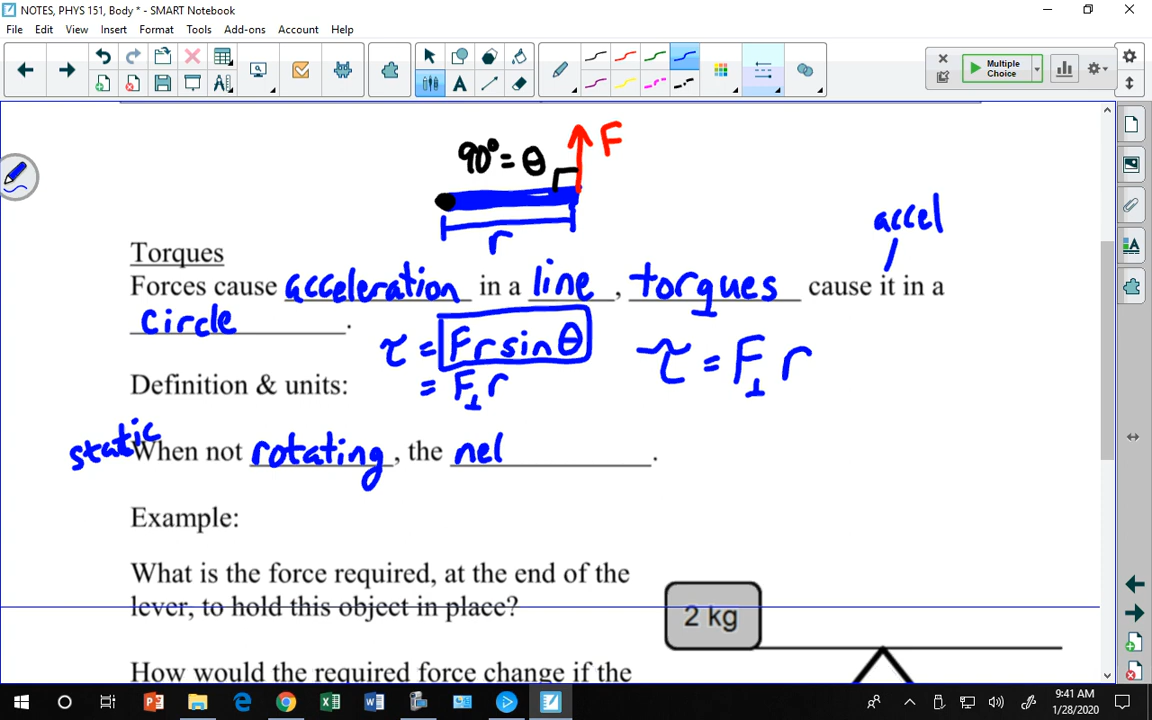 NOTES, PHYS 151, Body * - SMART Notebook
File Edit View Insert Format Tools Add-ons Account Help
Multiple
Choice
90° = θ F
r
accel
Torques
Forces cause acceleration in a line, torques cause it in a
circle.
τ = Fr sin θ τ = F⊥ r
Definition & units: = F⊥ r
static
When not rotating, the nel.
Example:
What is the force required, at the end of the
lever, to hold this object in place?
2 kg
How would the required force change if the
9:41 AM
1/28/2020